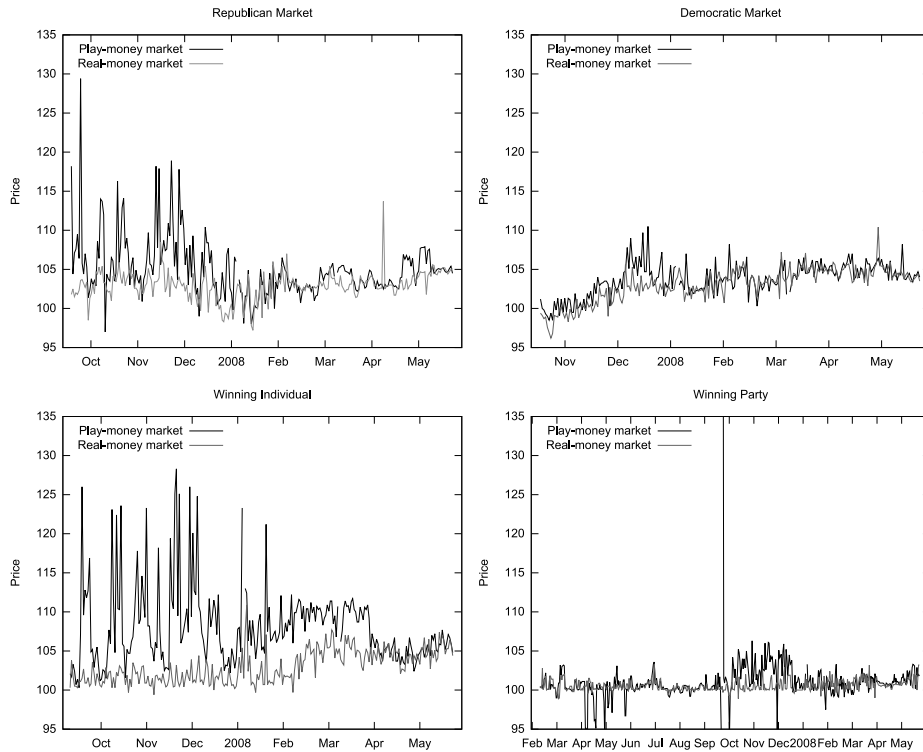 Republican Market
Play-money market
Real-money market
Price
135
130
125
120
115
110
105
100
95
Oct Nov Dec 2008 Feb Mar Apr May
Democratic Market
Play-money market
Real-money market
Price
135
130
125
120
115
110
105
100
95
Nov Dec 2008 Feb Mar Apr May
Winning Individual
Play-money market
Real-money market
Price
135
130
125
120
115
110
105
100
95
Oct Nov Dec 2008 Feb Mar Apr May
Winning Party
Play-money market
Real-money market
Price
135
130
125
120
115
110
105
100
95
Feb Mar Apr May Jun Jul Aug Sep Oct Nov Dec 2008 Feb Mar Apr May